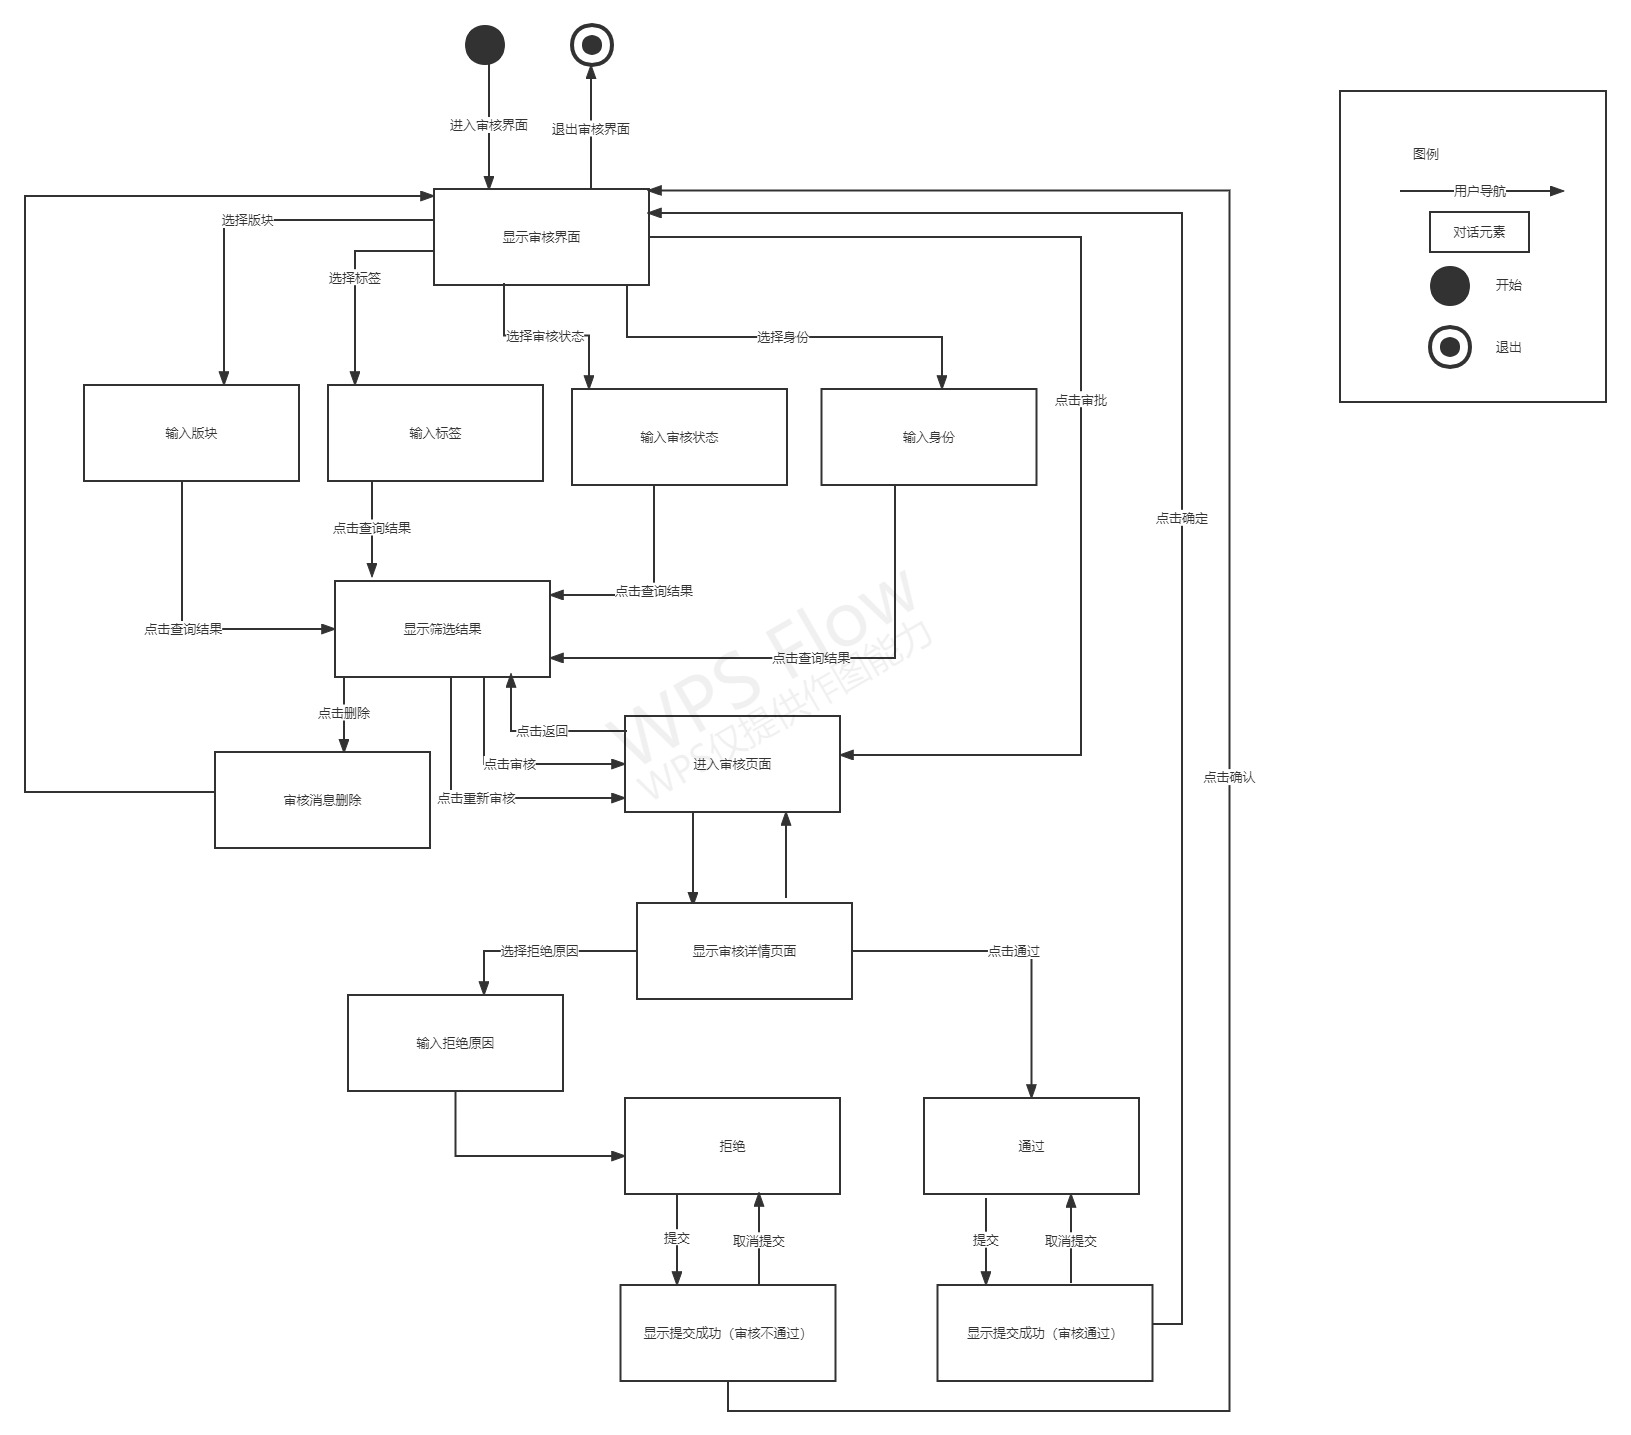 进入审核界面
退出审核界面
图例
用户导航
对话元素
开始
退出
选择版块
显示审核界面
选择标签
选择审核状态
选择身份
点击审批
输入版块
输入标签
输入审核状态
输入身份
点击查询结果
点击确定
点击查询结果
点击查询结果
点击查询结果
显示筛选结果
WPS Flow
WPS仅提供作图能力
点击删除
点击返回
点击审核
进入审核页面
点击确认
审核消息删除
点击重新审核
选择拒绝原因
显示审核详情页面
点击通过
输入拒绝原因
拒绝
通过
提交
取消提交
提交
取消提交
显示提交成功（审核不通过）
显示提交成功（审核通过）